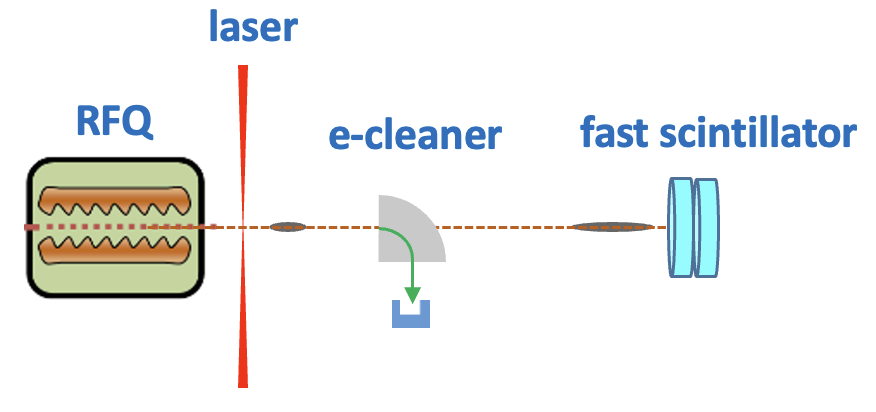 laser
RFQ
e-cleaner
fast scintillator